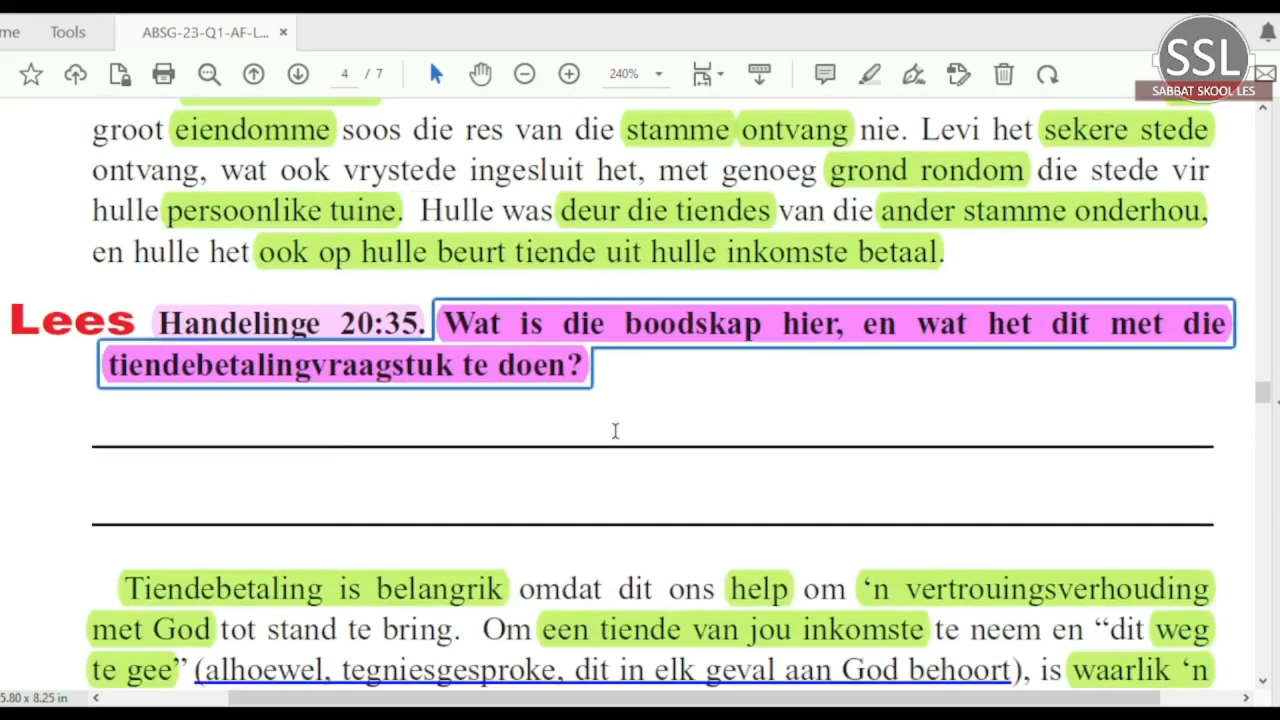 me Tools ABSG-23-Q1-AF-L... ×
SSL
SABBAT SKOOL LES
4 / 7 240%
groot eiendomme soos die res van die stamme ontvang nie. Levi het sekere stede
ontvang, wat ook vrystede ingesluit het, met genoeg grond rondom die stede vir
hulle persoonlike tuine. Hulle was deur die tiendes van die ander stamme onderhou,
en hulle het ook op hulle beurt tiende uit hulle inkomste betaal.
Lees Handelinge 20:35. Wat is die boodskap hier, en wat het dit met die
tiendebetalingvraagstuk te doen?
Tiendebetaling is belangrik omdat dit ons help om ‘n vertrouingsverhouding
met God tot stand te bring. Om een tiende van jou inkomste te neem en “dit weg
te gee” (alhoewel, tegniesgesproke, dit in elk geval aan God behoort), is waarlik ‘n
5.80 x 8.25 in